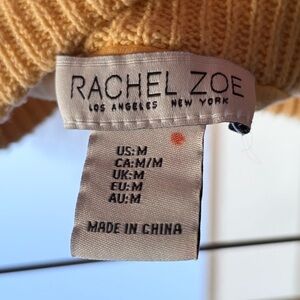 RACHEL ZOE
LOS ANGELES NEW YORK
US:M
CA:M/M
UK:M
EU:M
AU:M
MADE IN CHINA